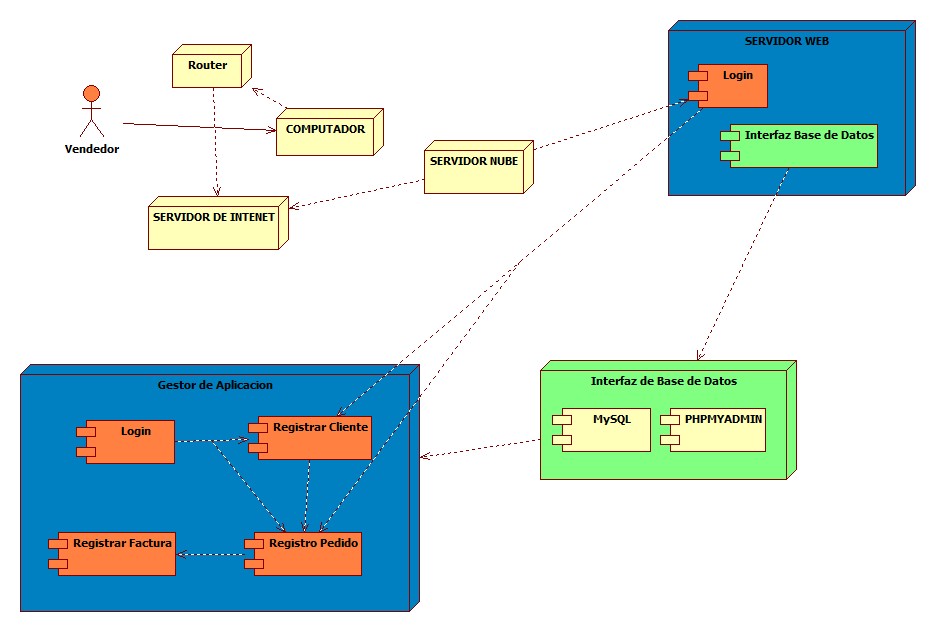 SERVIDOR WEB
Router
Login
COMPUTADOR
Interfaz Base de Datos
Vendedor
SERVIDOR NUBE
SERVIDOR DE INTENET
Gestor de Aplicacion
Interfaz de Base de Datos
MySQL
PHPMYADMIN
Login
Registrar Cliente
Registrar Factura
Registro Pedido